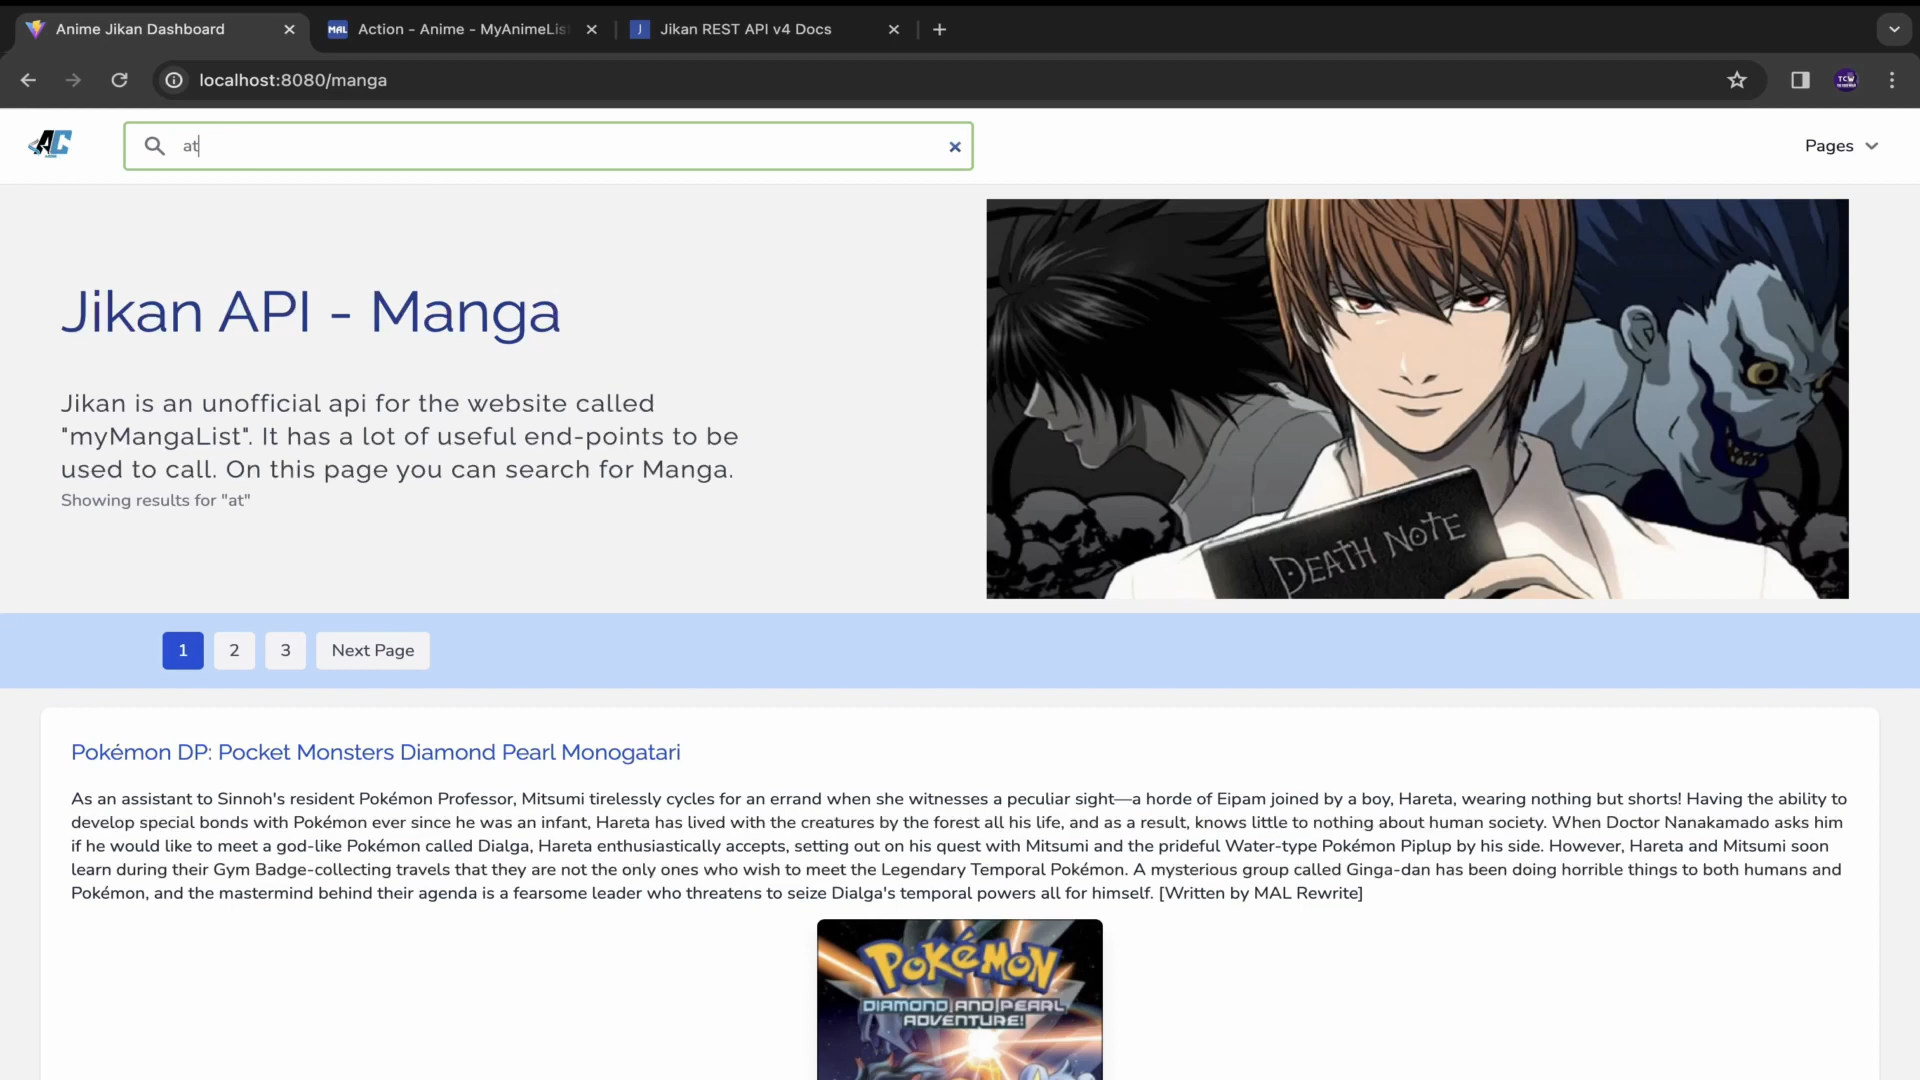 Anime Jikan Dashboard
MAL
Action - Anime - MyAnimeLis
J
Jikan REST API v4 Docs
localhost:8080/manga
TCW
AC
at
Pages
Jikan API - Manga
Jikan is an unofficial api for the website called
"myMangaList". It has a lot of useful end-points to be
used to call. On this page you can search for Manga.
Showing results for "at"
DEATH NOTE
1
2
3
Next Page
Pokémon DP: Pocket Monsters Diamond Pearl Monogatari
As an assistant to Sinnoh's resident Pokémon Professor, Mitsumi tirelessly cycles for an errand when she witnesses a peculiar sight—a horde of Eipam joined by a boy, Hareta, wearing nothing but shorts! Having the ability to
develop special bonds with Pokémon ever since he was an infant, Hareta has lived with the creatures by the forest all his life, and as a result, knows little to nothing about human society. When Doctor Nanakamado asks him
if he would like to meet a god-like Pokémon called Dialga, Hareta enthusiastically accepts, setting out on his quest with Mitsumi and the prideful Water-type Pokémon Piplup by his side. However, Hareta and Mitsumi soon
learn during their Gym Badge-collecting travels that they are not the only ones who wish to meet the Legendary Temporal Pokémon. A mysterious group called Ginga-dan has been doing horrible things to both humans and
Pokémon, and the mastermind behind their agenda is a fearsome leader who threatens to seize Dialga's temporal powers all for himself. [Written by MAL Rewrite]
POKÉMON
DIAMOND AND PEARL
ADVENTURE!